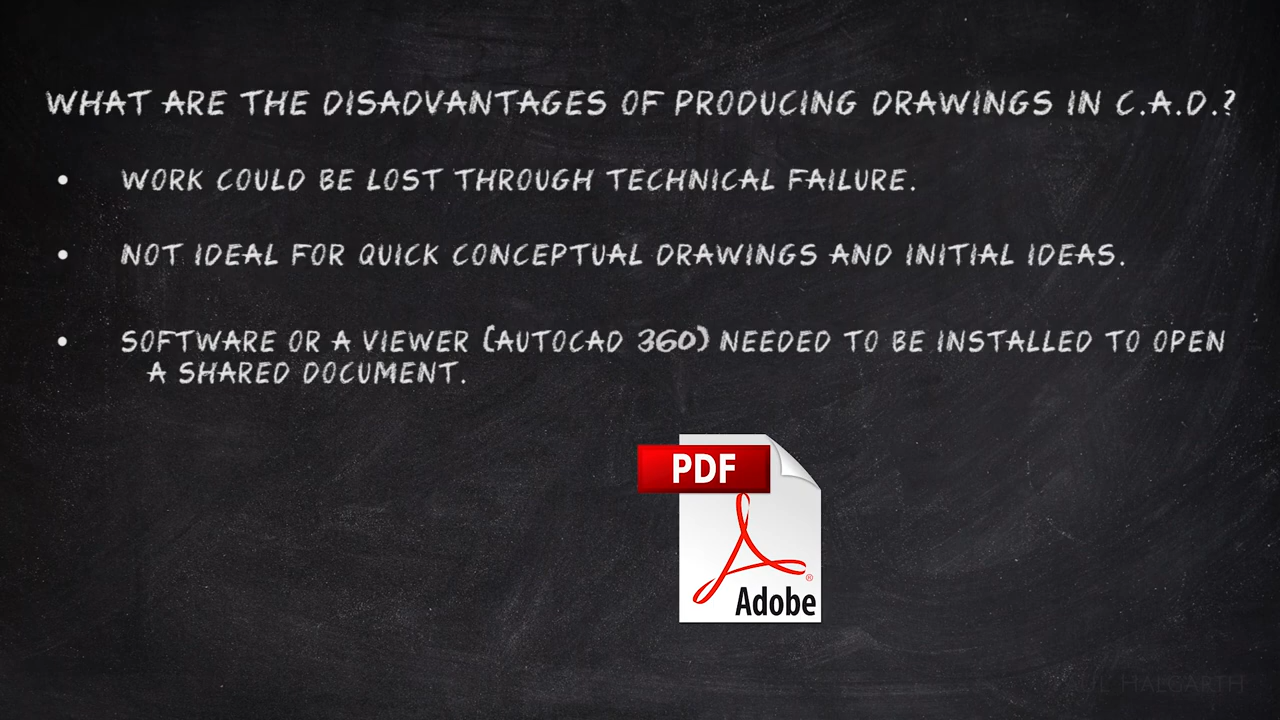 WHAT ARE THE DISADVANTAGES OF PRODUCING DRAWINGS IN C.A.D.?
• WORK COULD BE LOST THROUGH TECHNICAL FAILURE.
• NOT IDEAL FOR QUICK CONCEPTUAL DRAWINGS AND INITIAL IDEAS.
• SOFTWARE OR A VIEWER (AUTOCAD 360) NEEDED TO BE INSTALLED TO OPEN
A SHARED DOCUMENT.
PDF
®
Adobe
HALGARTH